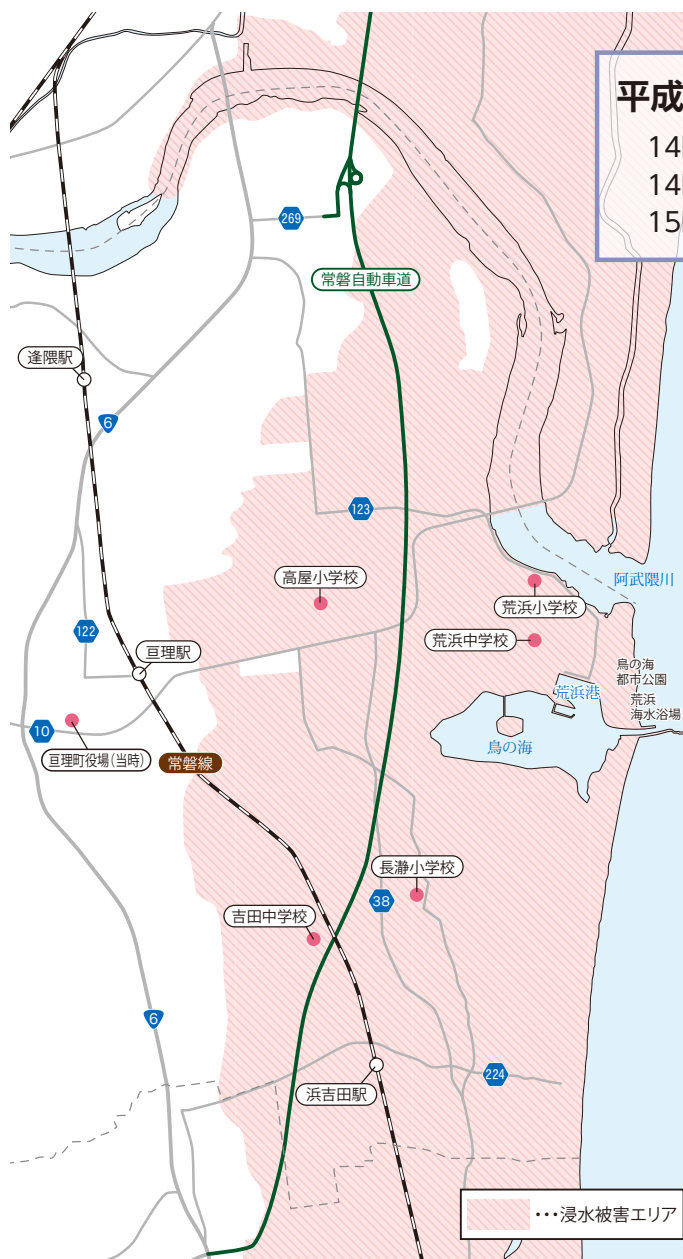 平成
14
14
15
269
常磐自動車道
逢隈駅
6
123
高屋小学校
阿武隈川
荒浜小学校
122
荒浜中学校
亘理駅
鳥の海
都市公園
荒浜港
荒浜
海水浴場
10
鳥の海
亘理町役場(当時)
常磐線
長瀞小学校
38
吉田中学校
6
224
浜吉田駅
•••浸水被害エリア